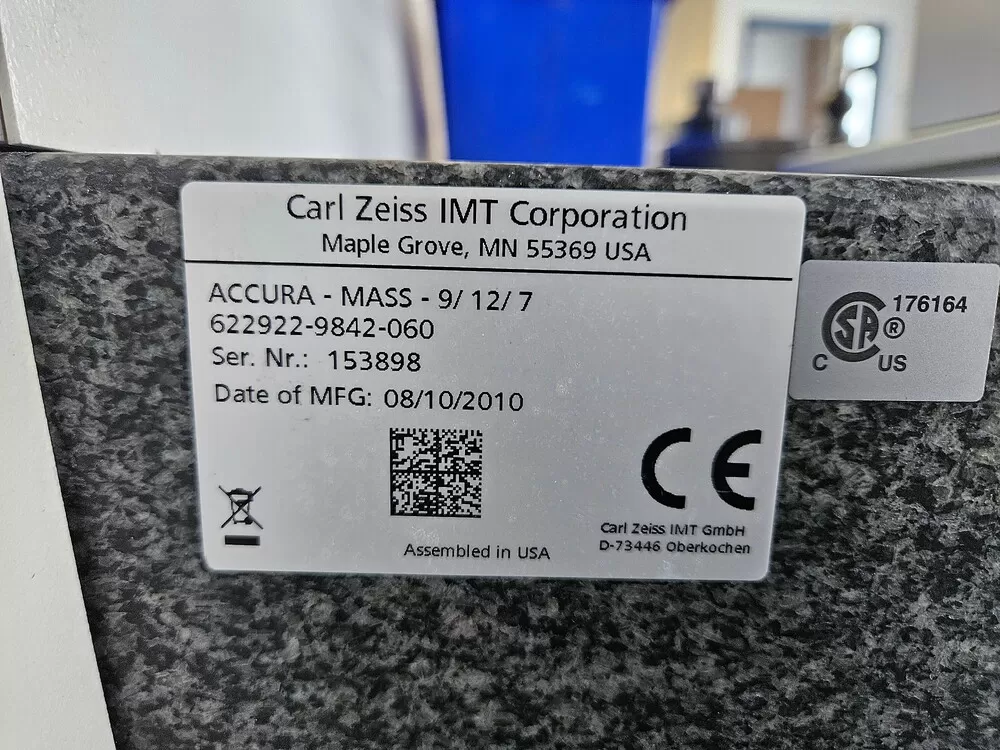 Carl Zeiss IMT Corporation
Maple Grove, MN 55369 USA
ACCURA - MASS - 9/ 12/ 7
622922-9842-060
Ser. Nr.: 153898
Date of MFG: 08/10/2010
CE
Carl Zeiss IMT GmbH
D-73446 Oberkochen
Assembled in USA
176164
SA ®
C US